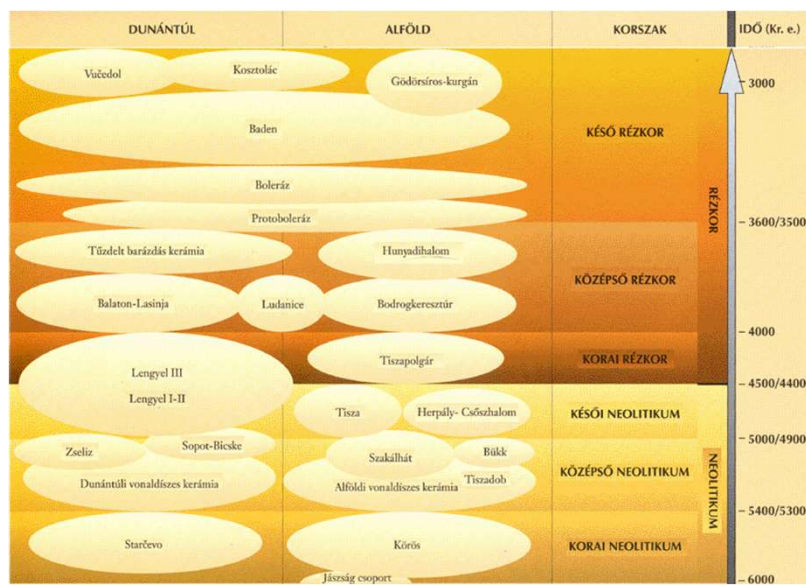 DUNÁNTÚL ALFÖLD KORSZAK IDŐ (Kr. e.)
Vučedol
Kosztolác
Gödörsíros-kurgán
3000
Baden
KÉSŐ RÉZKOR
Boleráz
Protoboleráz
RÉZKOR
3600/3500
Tűzdelt barázdás kerámia
Hunyadihalom
KÖZÉPSŐ RÉZKOR
Balaton-Lasinja
Ludanice
Bodrogkeresztúr
4000
Tiszapolgár
KORAI RÉZKOR
Lengyel III
4500/4400
Lengyel I-II
Tisza
Herpály- Csőszhalom
KÉSŐI NEOLITIKUM
5000/4900
Zseliz
Sopot-Bicske
Szakálhát
Bükk
KÖZÉPSŐ NEOLITIKUM
NEOLITIKUM
Dunántúli vonaldíszes kerámia
Alföldi vonaldíszes kerámia
Tiszadob
5400/5300
Starčevo
Körös
KORAI NEOLITIKUM
Jászság csoport
6000